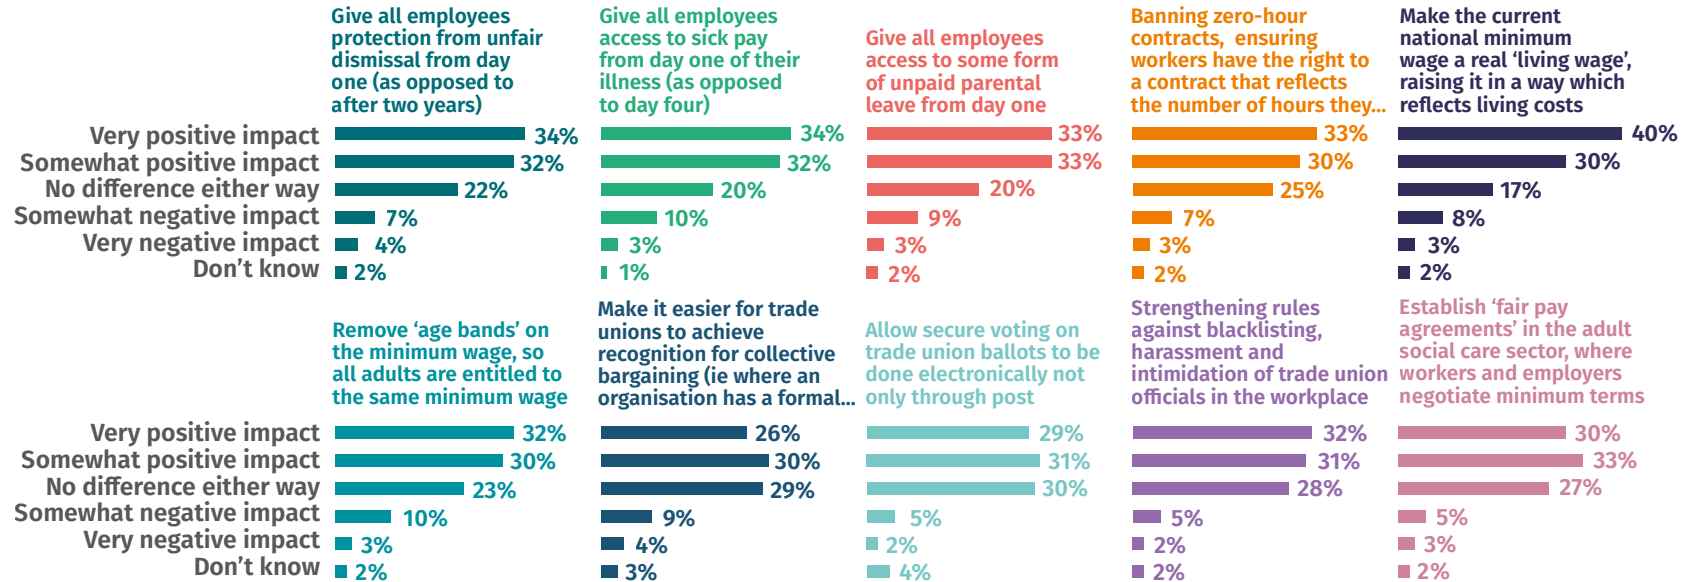 Give all employees
protection from unfair
dismissal from day
one (as opposed to
after two years)
Give all employees
access to sick pay
from day one of their
illness (as opposed
to day four)
Give all employees
access to some form
of unpaid parental
leave from day one
Banning zero-hour
contracts, ensuring
workers have the right to
a contract that reflects
the number of hours they...
Make the current
national minimum
wage a real ‘living wage’,
raising it in a way which
reflects living costs
Very positive impact 34% 34% 33% 33% 40%
Somewhat positive impact 32% 32% 33% 30% 30%
No difference either way 22% 20% 20% 25% 17%
Somewhat negative impact 7% 10% 9% 7% 8%
Very negative impact 4% 3% 3% 3% 3%
Don’t know 2% 1% 2% 2% 2%
Remove ‘age bands’ on
the minimum wage, so
all adults are entitled to
the same minimum wage
Make it easier for trade
unions to achieve
recognition for collective
bargaining (ie where an
organisation has a formal...
Allow secure voting on
trade union ballots to be
done electronically not
only through post
Strengthening rules
against blacklisting,
harassment and
intimidation of trade union
officials in the workplace
Establish ‘fair pay
agreements’ in the adult
social care sector, where
workers and employers
negotiate minimum terms
Very positive impact 32% 26% 29% 32% 30%
Somewhat positive impact 30% 30% 31% 31% 33%
No difference either way 23% 29% 30% 28% 27%
Somewhat negative impact 10% 9% 5% 5% 5%
Very negative impact 3% 4% 2% 2% 3%
Don’t know 2% 3% 4% 2% 2%